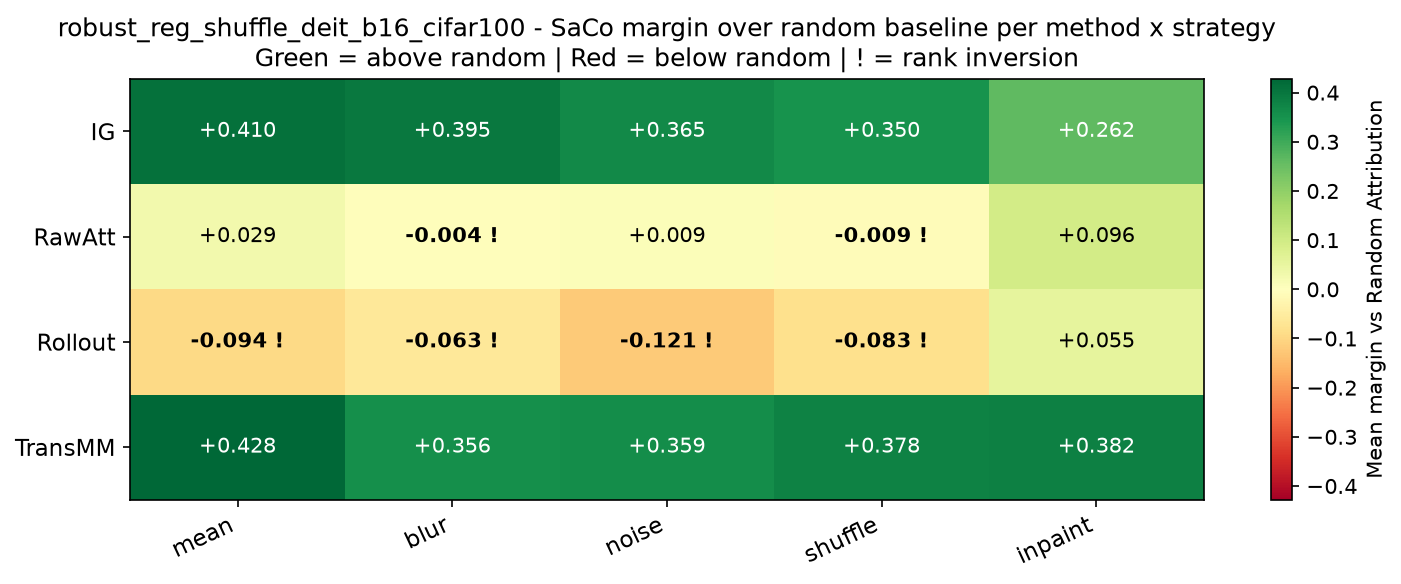 robust_reg_shuffle_deit_b16_cifar100 - SaCo margin over random baseline per method x strategy
Green = above random | Red = below random | ! = rank inversion
IG +0.410 +0.395 +0.365 +0.350 +0.262
RawAtt +0.029 -0.004 ! +0.009 -0.009 ! +0.096
Rollout -0.094 ! -0.063 ! -0.121 ! -0.083 ! +0.055
TransMM +0.428 +0.356 +0.359 +0.378 +0.382
mean blur noise shuffle inpaint
0.4
0.3
0.2
0.1
0.0
−0.1
−0.2
−0.3
−0.4
Mean margin vs Random Attribution